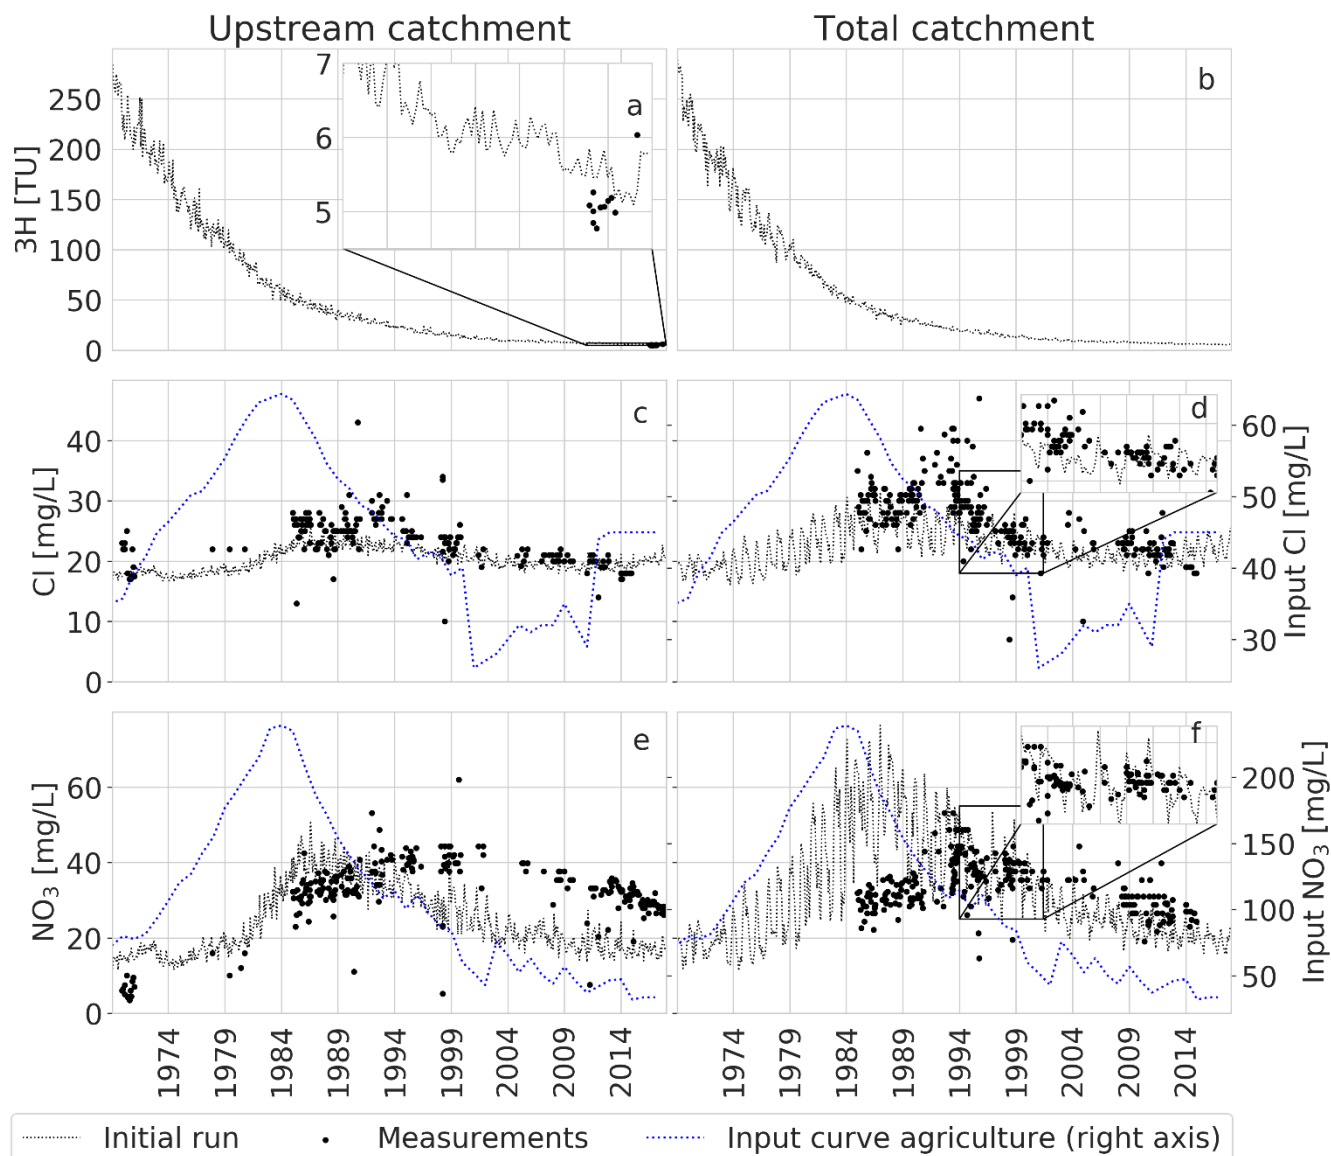 Upstream catchment Total catchment
3H [TU]
250
200
150
100
50
0
7
6
5
a
b
Cl [mg/L]
40
30
20
10
0
c
d
60
50
40
30
Input Cl [mg/L]
NO3 [mg/L]
60
40
20
0
e
f
200
150
100
50
Input NO3 [mg/L]
1974 1979 1984 1989 1994 1999 2004 2009 2014 1974 1979 1984 1989 1994 1999 2004 2009 2014
Initial run Measurements Input curve agriculture (right axis)